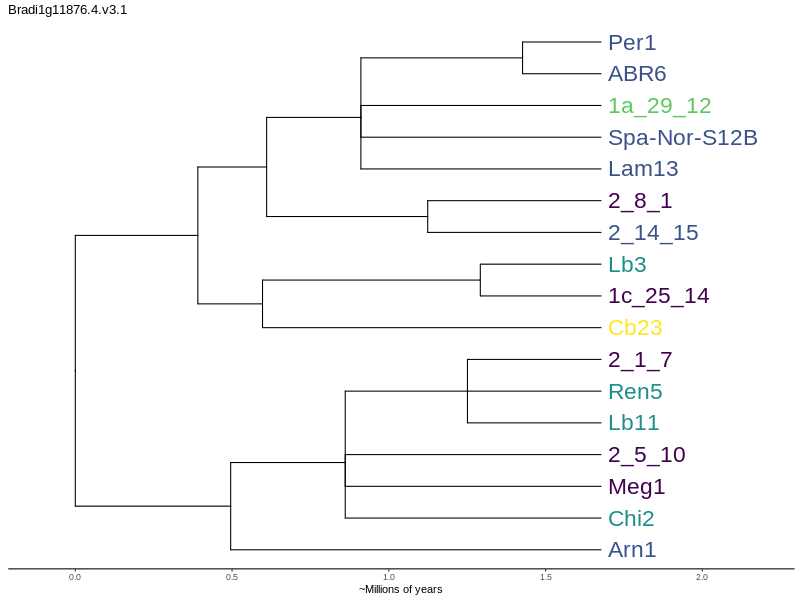 Bradi1g11876.4.v3.1
Per1
ABR6
1a_29_12
Spa-Nor-S12B
Lam13
2_8_1
2_14_15
Lb3
1c_25_14
Cb23
2_1_7
Ren5
Lb11
2_5_10
Meg1
Chi2
Arn1
0.0 0.5 1.0 1.5 2.0
~Millions of years